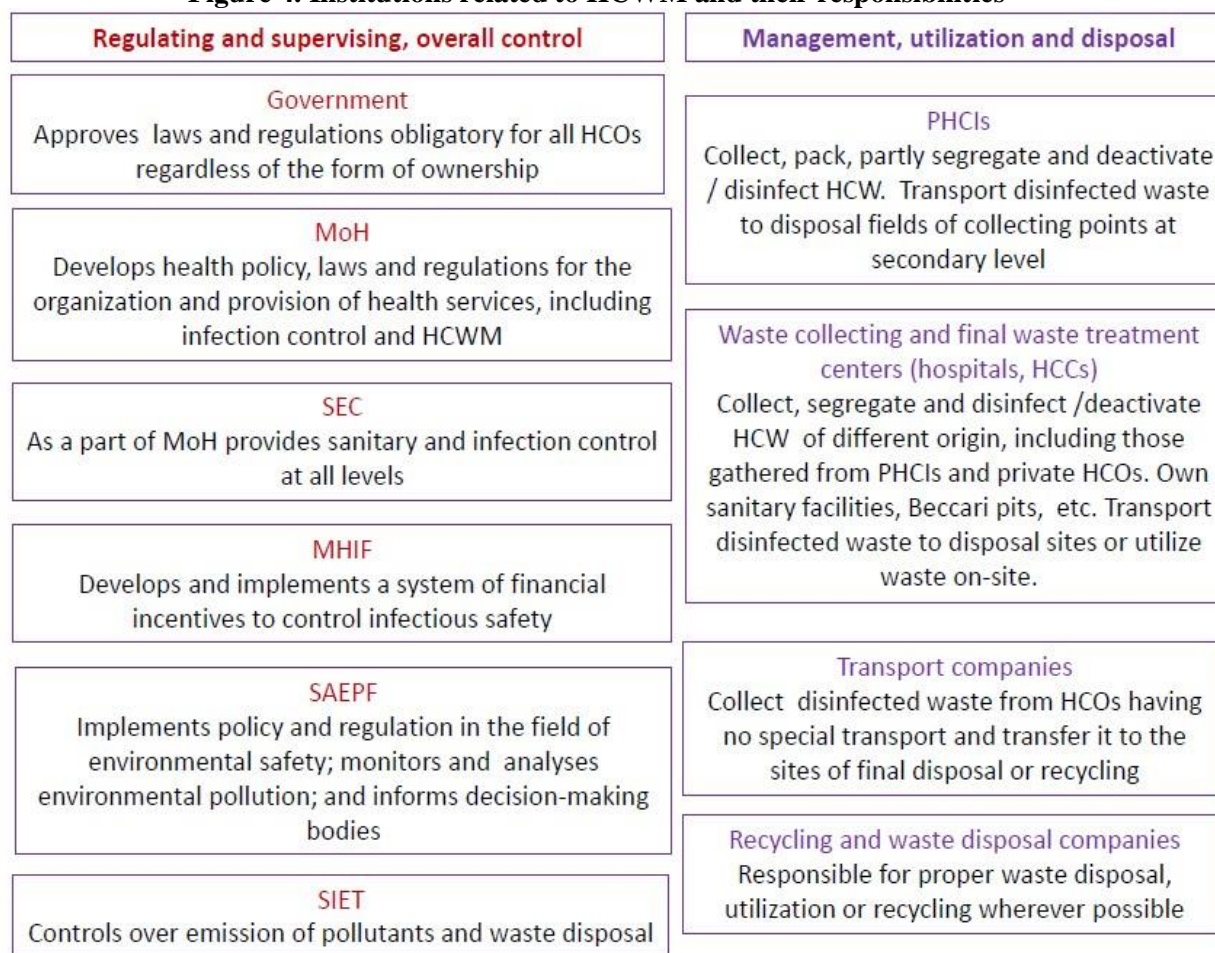 Figure 4. Institutions related to HCWM and their responsibilities
Regulating and supervising, overall control
Government
Approves laws and regulations obligatory for all HCOs
regardless of the form of ownership
MoH
Develops health policy, laws and regulations for the
organization and provision of health services, including
infection control and HCWM
SEC
As a part of MoH provides sanitary and infection control
at all levels
MHIF
Develops and implements a system of financial
incentives to control infectious safety
SAEPF
Implements policy and regulation in the field of
environmental safety; monitors and analyses
environmental pollution; and informs decision-making
bodies
SIET
Controls over emission of pollutants and waste disposal
Management, utilization and disposal
PHCIs
Collect, pack, partly segregate and deactivate
/ disinfect HCW. Transport disinfected waste
to disposal fields of collecting points at
secondary level
Waste collecting and final waste treatment
centers (hospitals, HCCs)
Collect, segregate and disinfect /deactivate
HCW of different origin, including those
gathered from PHCIs and private HCOs. Own
sanitary facilities, Beccari pits, etc. Transport
disinfected waste to disposal sites or utilize
waste on-site.
Transport companies
Collect disinfected waste from HCOs having
no special transport and transfer it to the
sites of final disposal or recycling
Recycling and waste disposal companies
Responsible for proper waste disposal,
utilization or recycling wherever possible